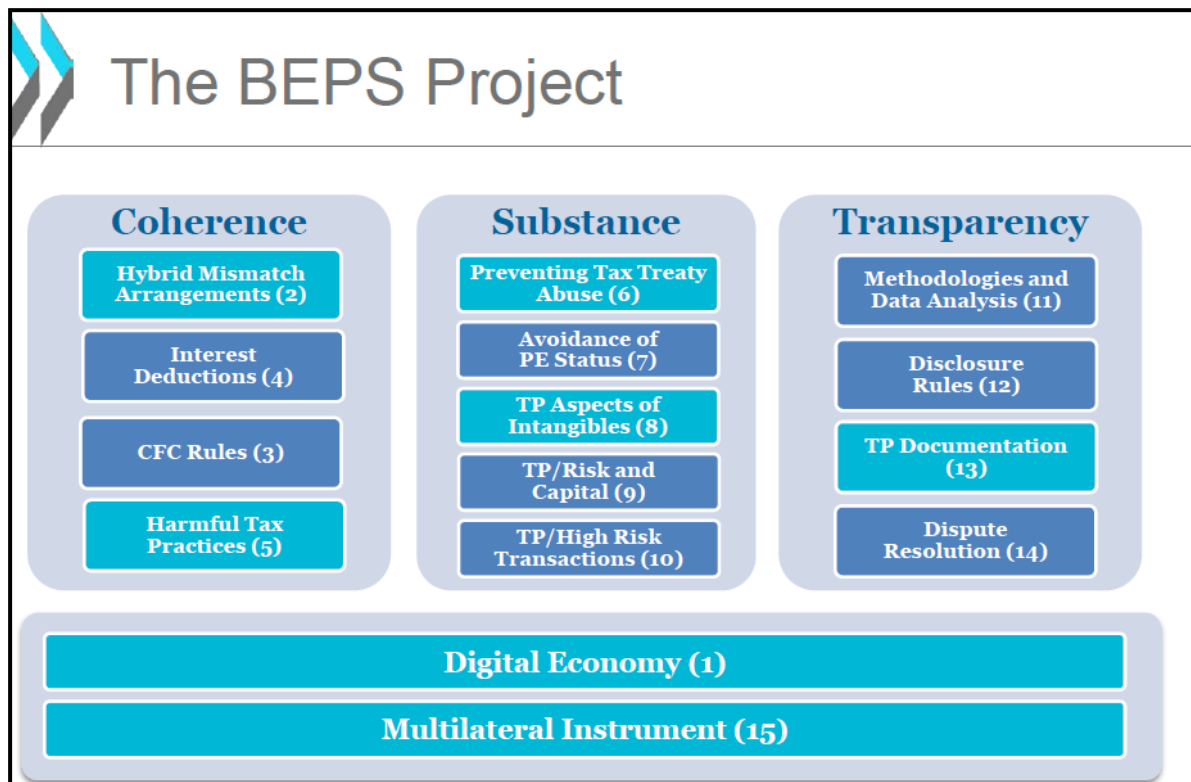 The BEPS Project
Coherence
Hybrid Mismatch
Arrangements (2)
Interest
Deductions (4)
CFC Rules (3)
Harmful Tax
Practices (5)
Substance
Preventing Tax Treaty
Abuse (6)
Avoidance of
PE Status (7)
TP Aspects of
Intangibles (8)
TP/Risk and
Capital (9)
TP/High Risk
Transactions (10)
Transparency
Methodologies and
Data Analysis (11)
Disclosure
Rules (12)
TP Documentation
(13)
Dispute
Resolution (14)
Digital Economy (1)
Multilateral Instrument (15)